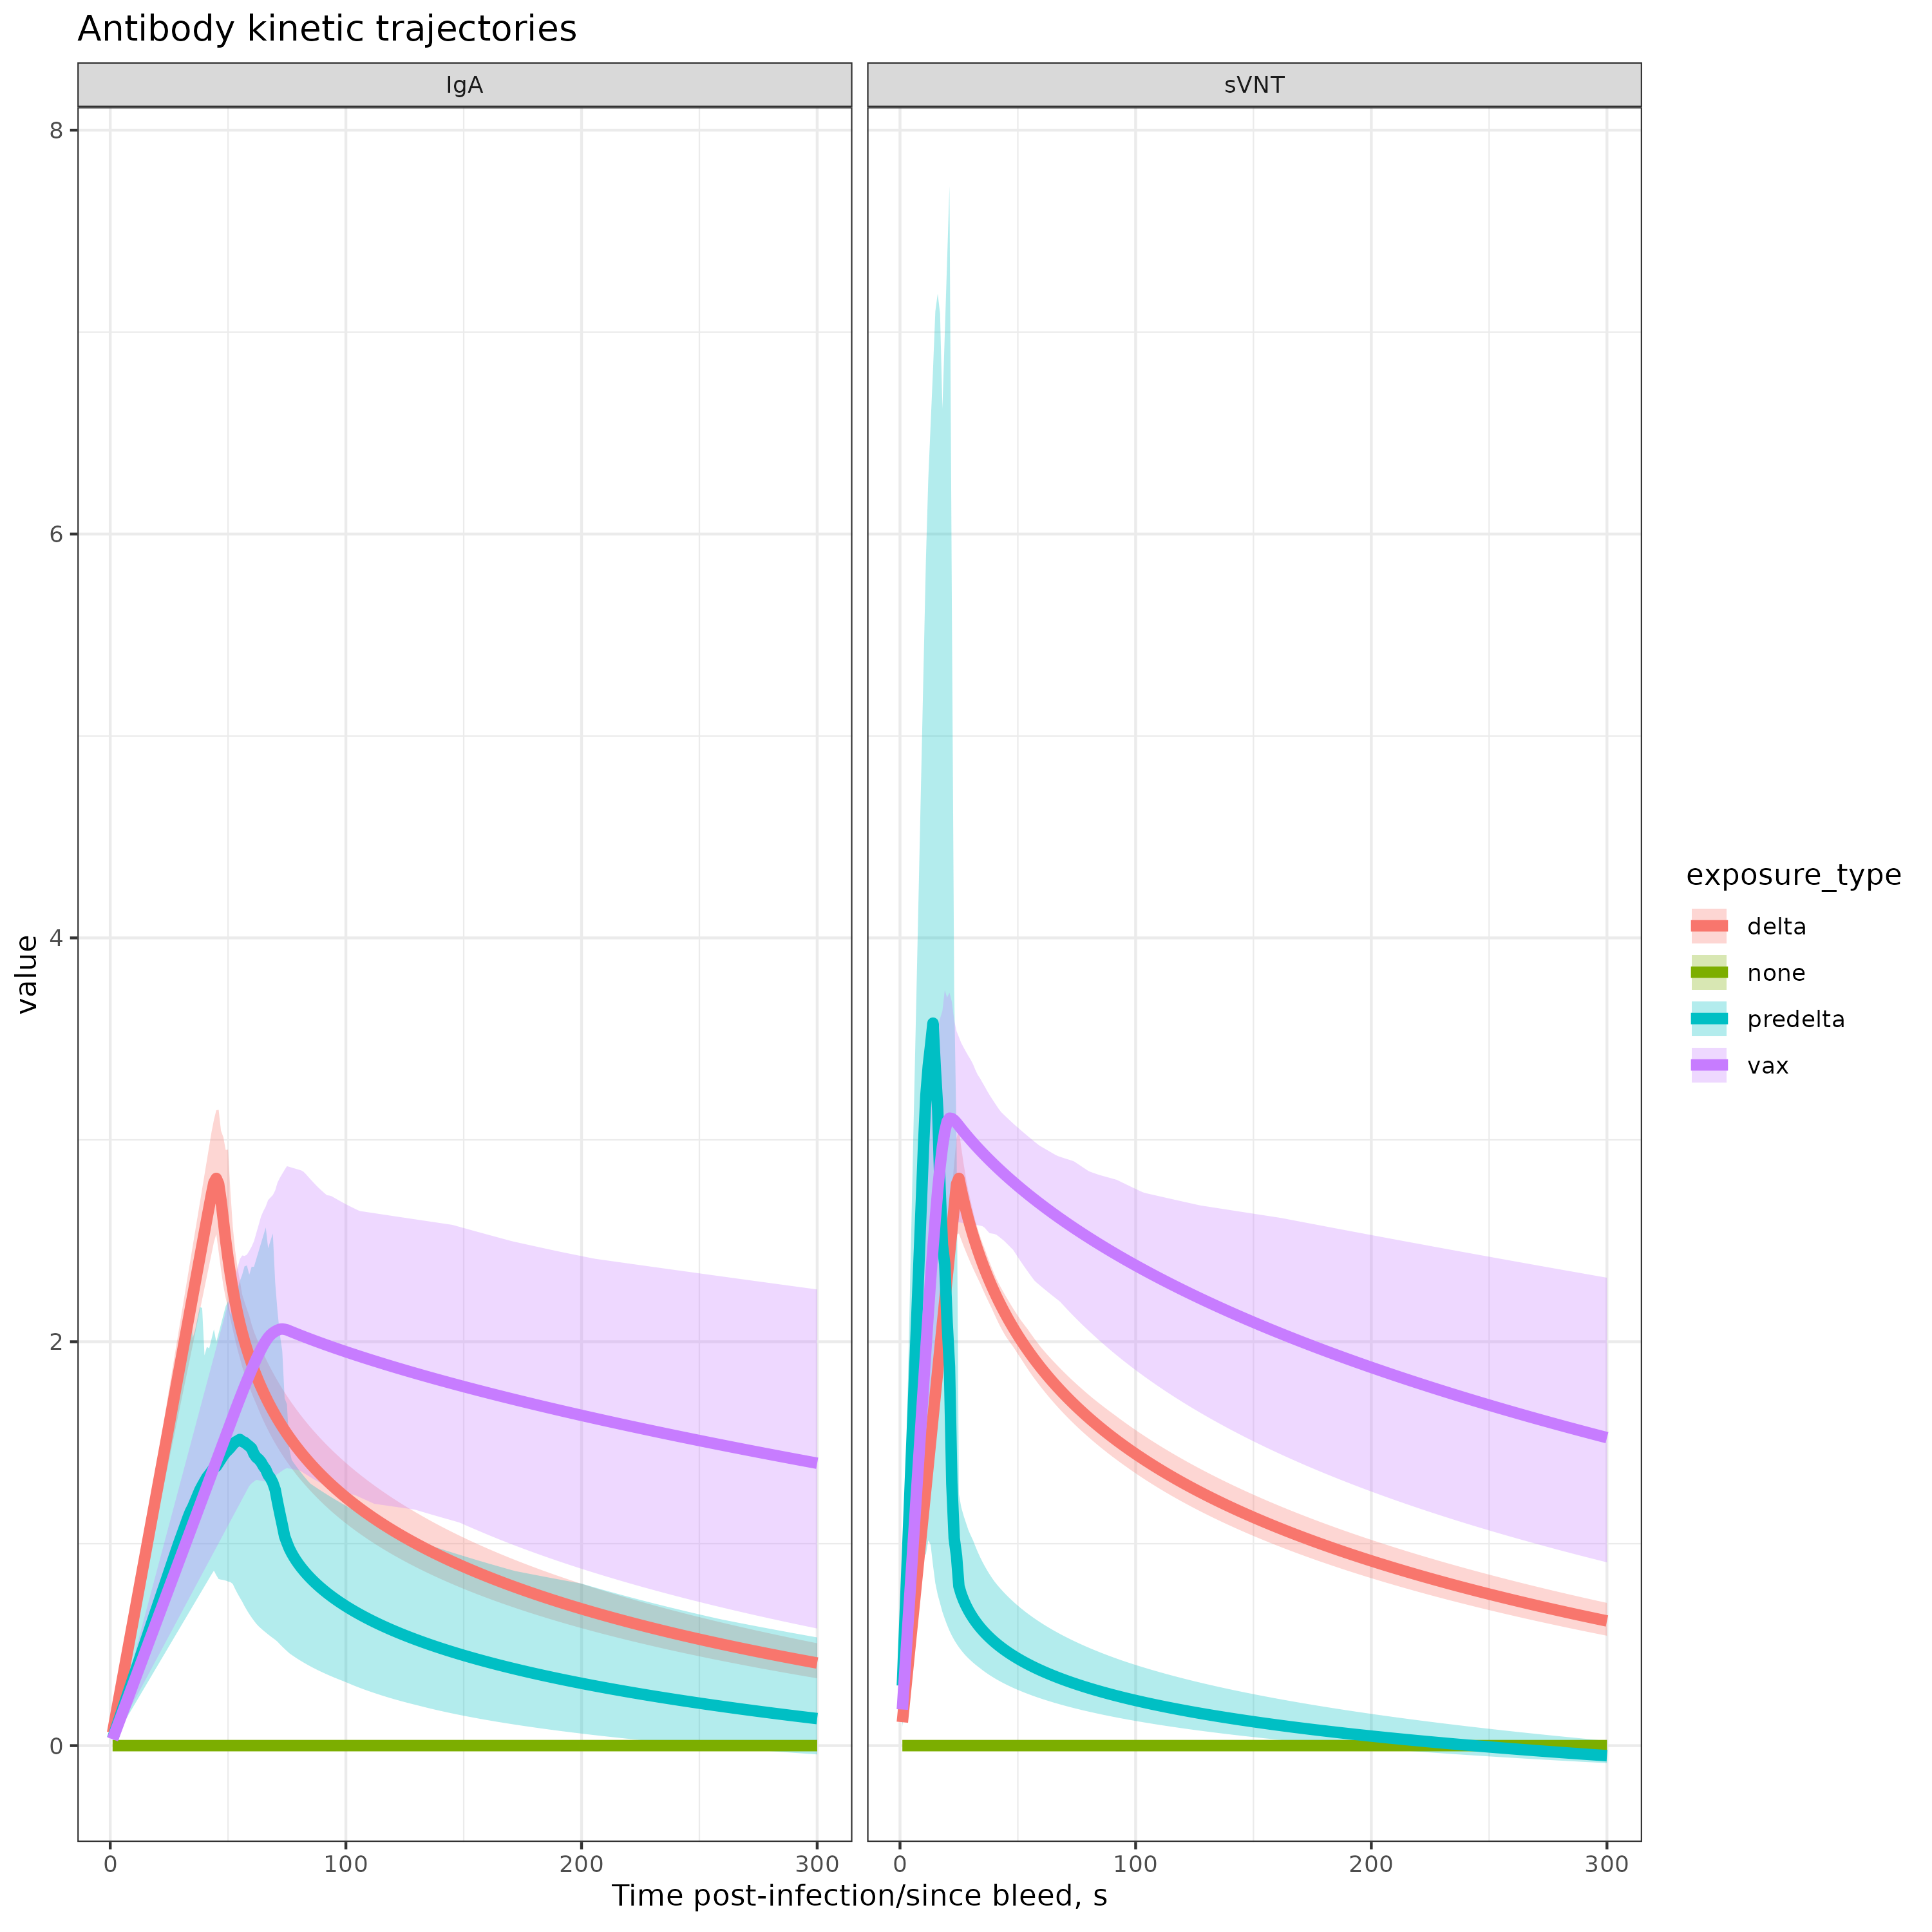 Antibody kinetic trajectories
IgA
sVNT
value
8
6
4
2
0
0 100 200 300
0 100 200 300
Time post-infection/since bleed, s
exposure_type
delta
none
predelta
vax